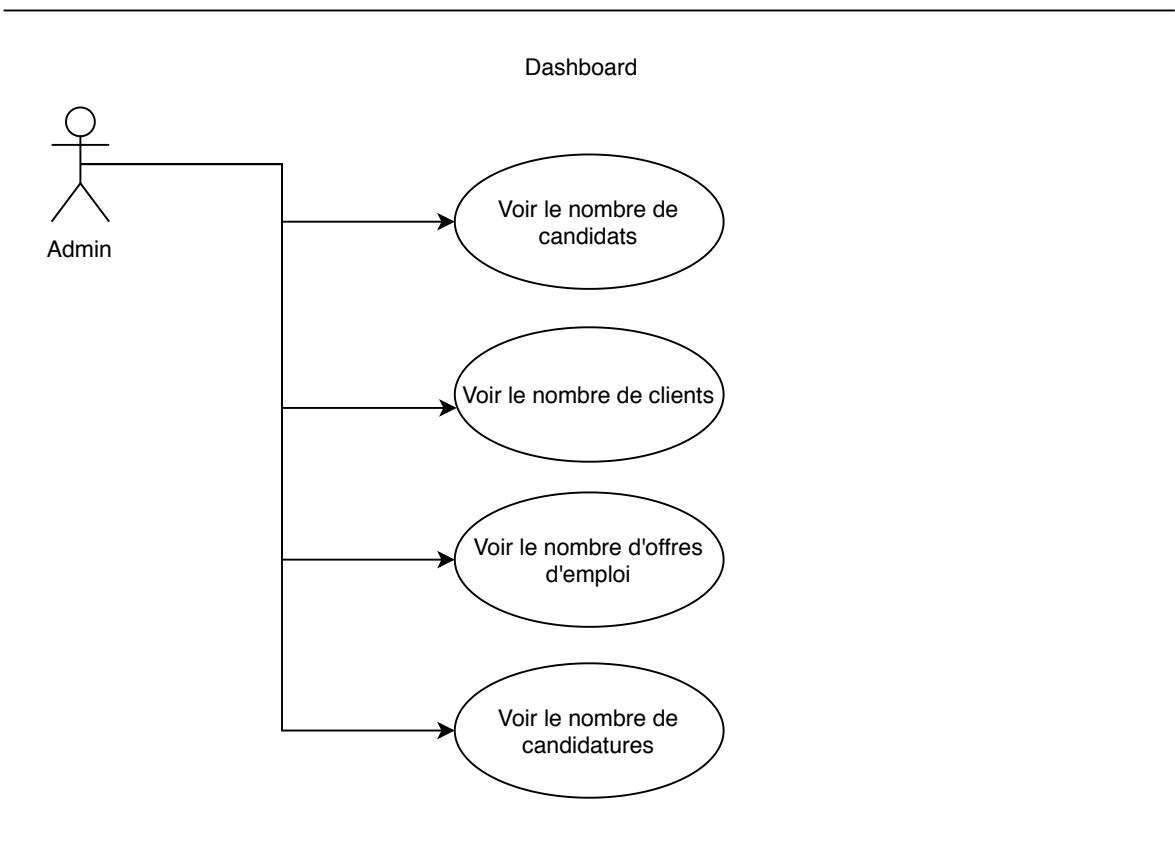 Dashboard
Admin
Voir le nombre de
candidats
Voir le nombre de clients
Voir le nombre d'offres
d'emploi
Voir le nombre de
candidatures